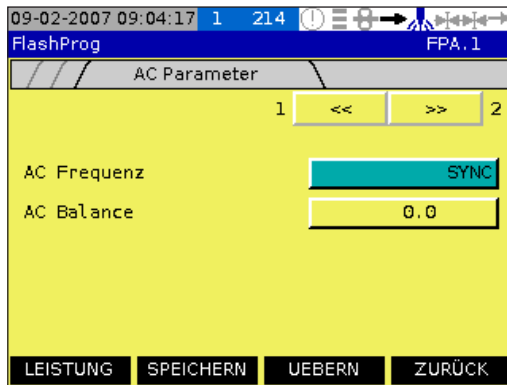 09-02-2007 09:04:17 1 214
FlashProg FPA.1
AC Parameter
1 << >> 2
AC Frequenz SYNC
AC Balance 0.0
LEISTUNG SPEICHERN UEBERN ZURÜCK